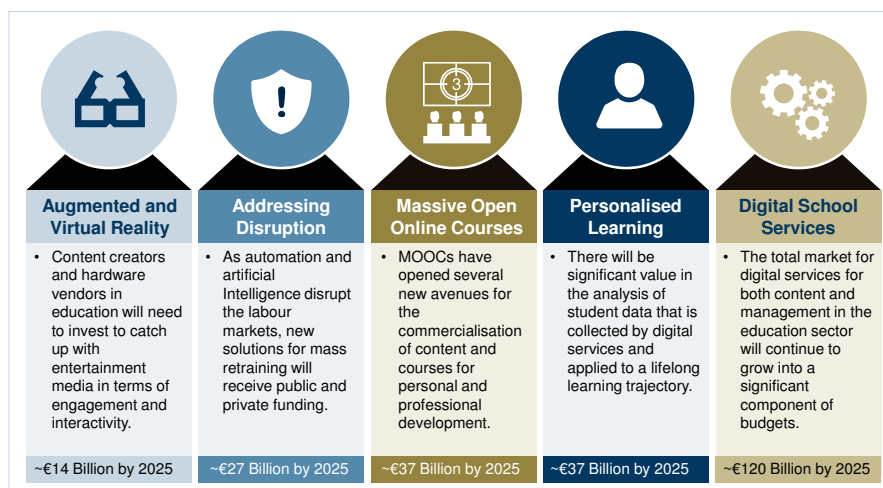 3
Augmented and
Virtual Reality
• Content creators
and hardware
vendors in
education will need
to invest to catch
up with
entertainment
media in terms of
engagement and
interactivity.
~€14 Billion by 2025
Addressing
Disruption
• As automation and
artificial
Intelligence disrupt
the labour
markets, new
solutions for mass
retraining will
receive public and
private funding.
~€27 Billion by 2025
Massive Open
Online Courses
• MOOCs have
opened several
new avenues for
the
commercialisation
of content and
courses for
personal and
professional
development.
~€37 Billion by 2025
Personalised
Learning
• There will be
significant value in
the analysis of
student data that is
collected by digital
services and
applied to a lifelong
learning trajectory.
~€37 Billion by 2025
Digital School
Services
• The total market for
digital services for
both content and
management in the
education sector
will continue to
grow into a
significant
component of
budgets.
~€120 Billion by 2025